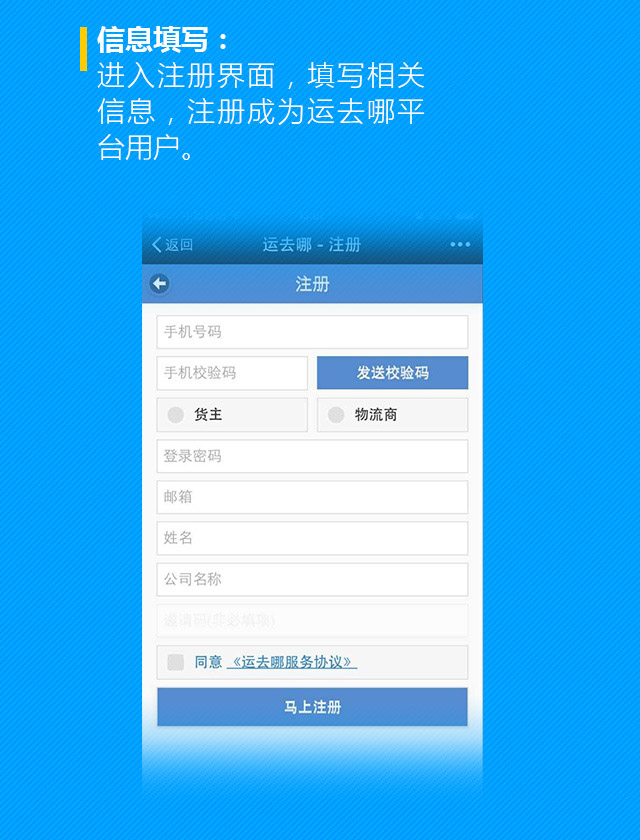 信息填写：
进入注册界面，填写相关
信息，注册成为运去哪平
台用户。
返回 运去哪 - 注册
注册
手机号码
手机校验码 发送校验码
货主 物流商
登录密码
邮箱
姓名
公司名称
邀请码(非必填项)
同意 《运去哪服务协议》
马上注册